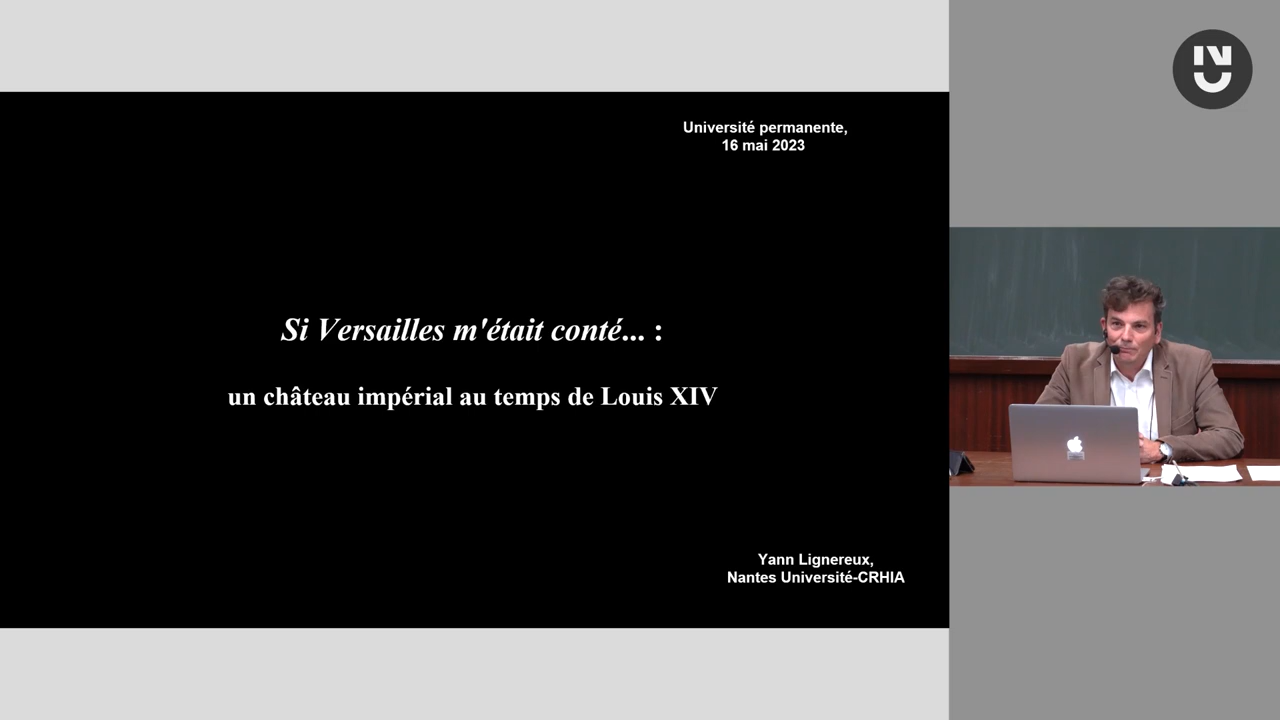 Université permanente,
16 mai 2023
Si Versailles m'était conté... :
un château impérial au temps de Louis XIV
Yann Lignereux,
Nantes Université-CRHIA